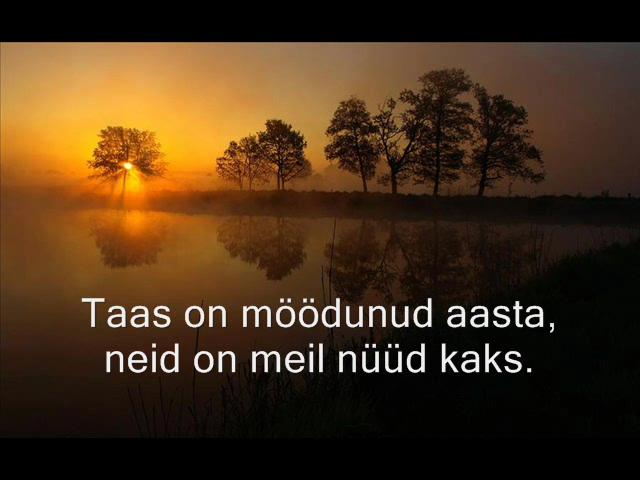 Taas on möödunud aasta,
neid on meil nüüd kaks.